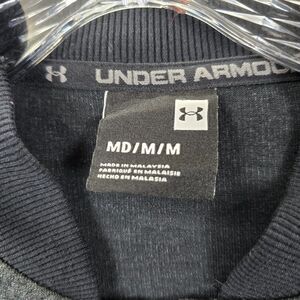 UNDER ARMOU
MD/M/M
MADE IN MALAYSIA
FABRIQUÉ EN MALAISIE
HECHO EN MALASIA